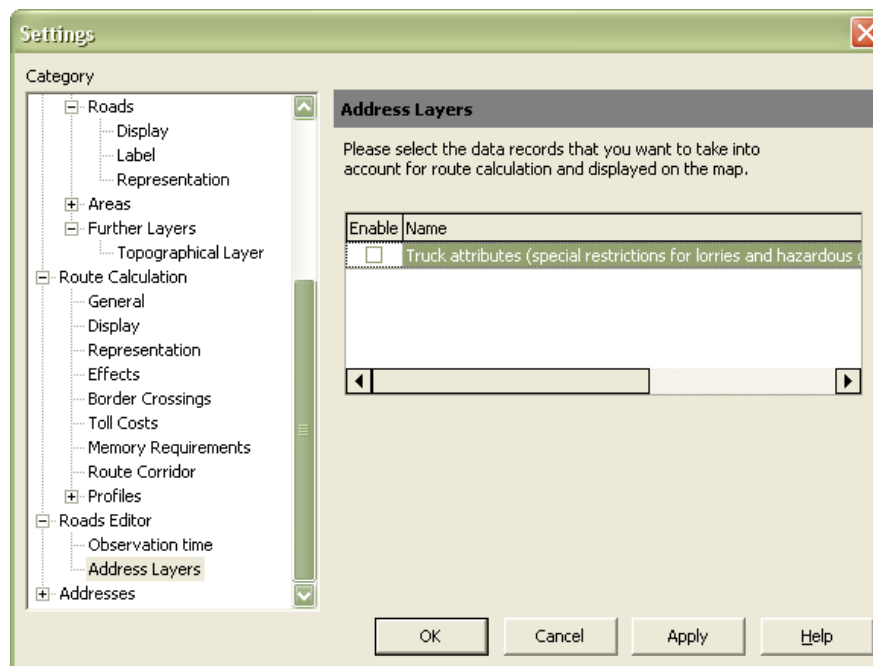 Settings
Category
Roads
Display
Label
Representation
Areas
Further Layers
Topographical Layer
Route Calculation
General
Display
Representation
Effects
Border Crossings
Toll Costs
Memory Requirements
Route Corridor
Profiles
Roads Editor
Observation time
Address Layers
Addresses
Address Layers
Please select the data records that you want to take into
account for route calculation and displayed on the map.
Enable Name
Truck attributes (special restrictions for lorries and hazardous
OK Cancel Apply Help